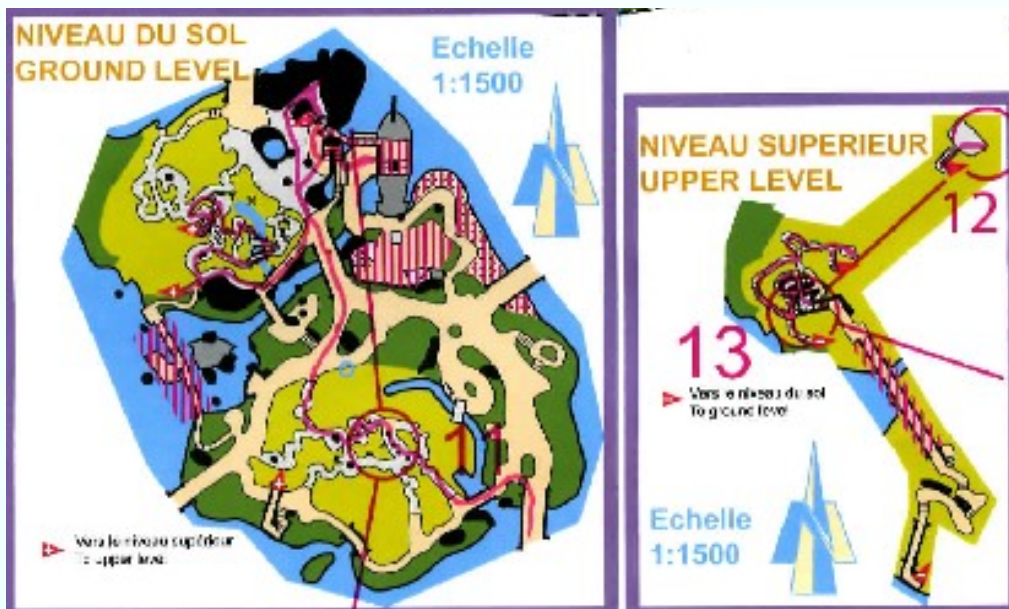 NIVEAU DU SOL
GROUND LEVEL
Echelle
1:1500
11
Vers le niveau supérieur
To upper level
NIVEAU SUPERIEUR
UPPER LEVEL
12
13
Vers le niveau du sol
To ground level
Echelle
1:1500